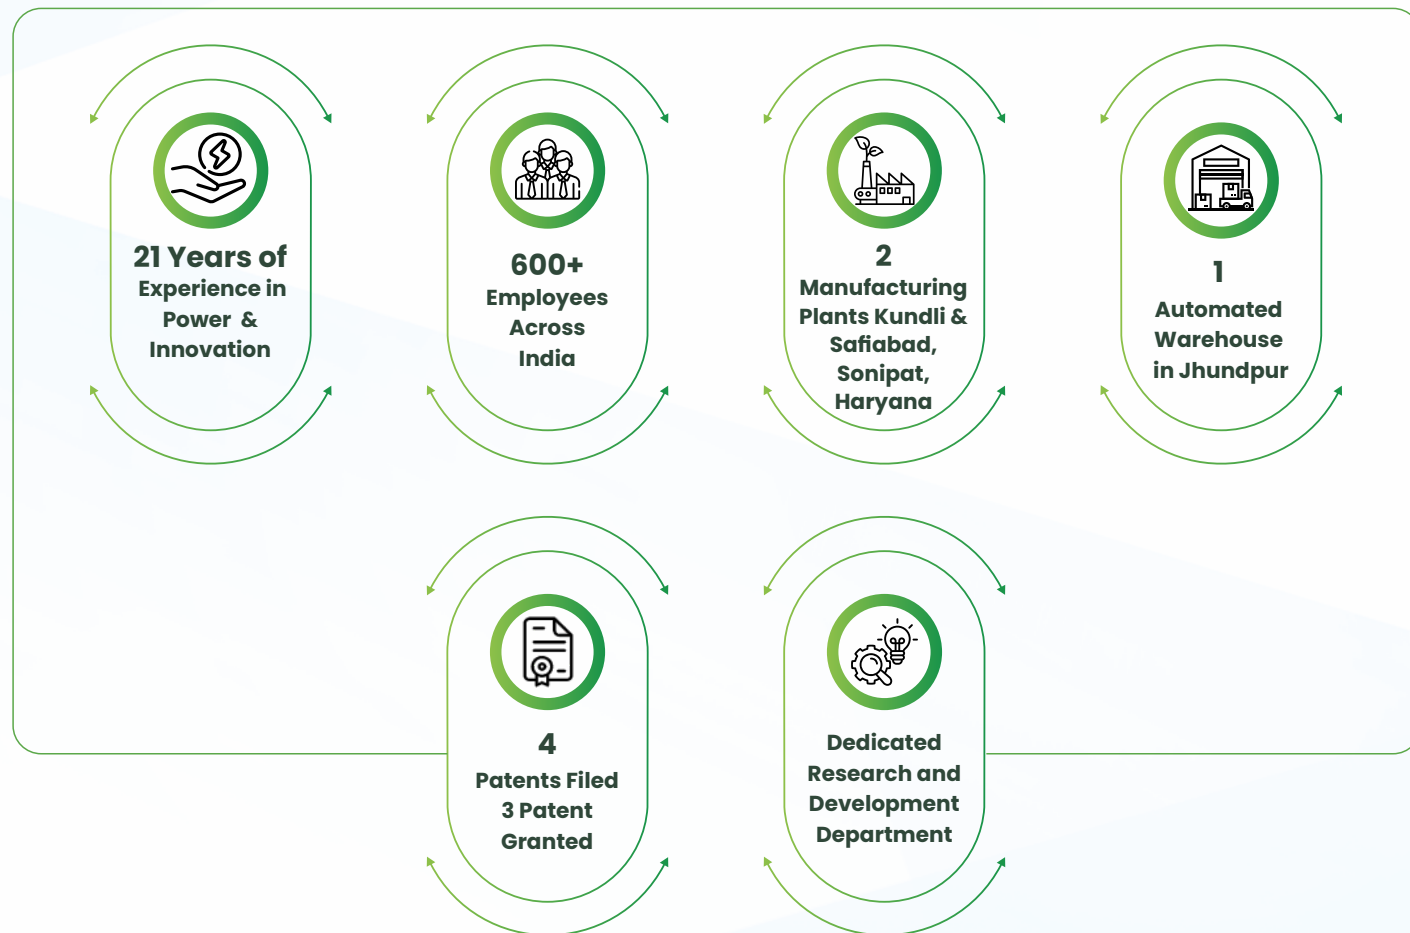 21 Years of
Experience in
Power &
Innovation
600+
Employees
Across
India
2
Manufacturing
Plants Kundli &
Safiabad,
Sonipat,
Haryana
1
Automated
Warehouse
in Jhundpur
4
Patents Filed
3 Patent
Granted
Dedicated
Research and
Development
Department